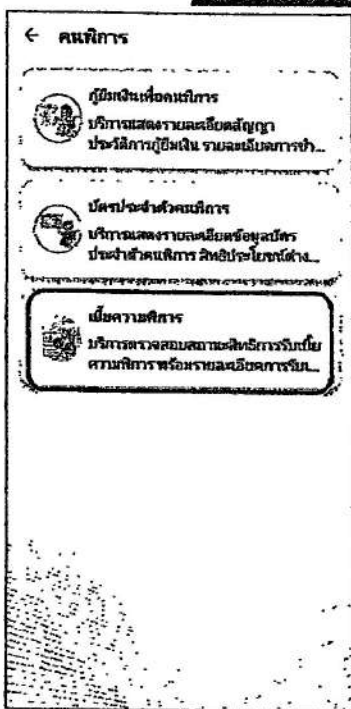 ← คนพิการ
กู้ยืมเงินเพื่อคนพิการ
บริการแสดงรายละเอียดสัญญา
ประวัติการกู้ยืมเงิน รายละเอียดการชำ...
บัตรประจำตัวคนพิการ
บริการแสดงรายละเอียดข้อมูลบัตร
ประจำตัวคนพิการ สิทธิประโยชน์ต่าง...
เบี้ยความพิการ
บริการตรวจสอบสถานะสิทธิการรับเบี้ย
ความพิการ พร้อมรายละเอียดการรับเ...